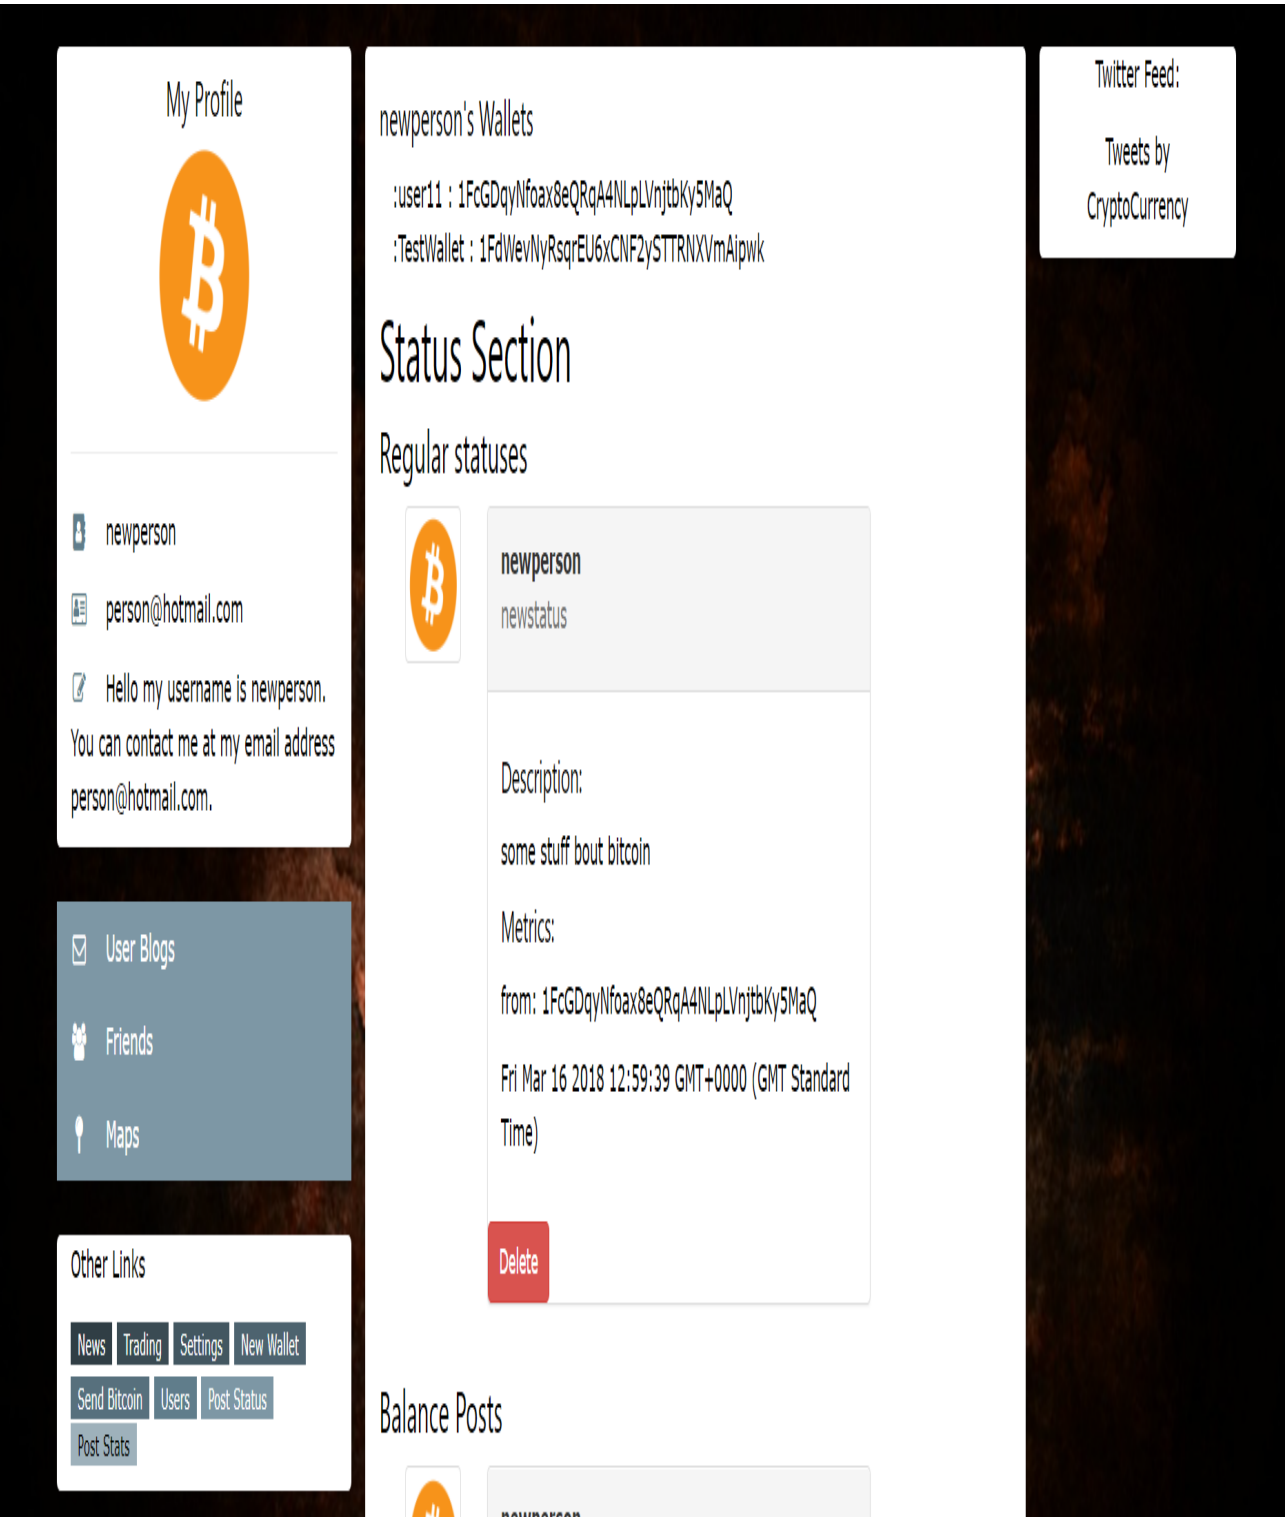 My Profile
newperson
person@hotmail.com
Hello my username is newperson.
You can contact me at my email address
person@hotmail.com.
User Blogs
Friends
Maps
Other Links
News Trading Settings New Wallet
Send Bitcoin Users Post Status
Post Stats
newperson's Wallets
:user11 : 1FcGDqyNfoax8eQRqA4NLpLVnjtbKy5MaQ
:TestWallet : 1FdWevNyRsqrEU6xCNF2ySTTRNXVmAipwk
Status Section
Regular statuses
newperson
newstatus
Description:
some stuff bout bitcoin
Metrics:
from: 1FcGDqyNfoax8eQRqA4NLpLVnjtbKy5MaQ
Fri Mar 16 2018 12:59:39 GMT+0000 (GMT Standard
Time)
Delete
Balance Posts
newperson
Twitter Feed:
Tweets by
CryptoCurrency